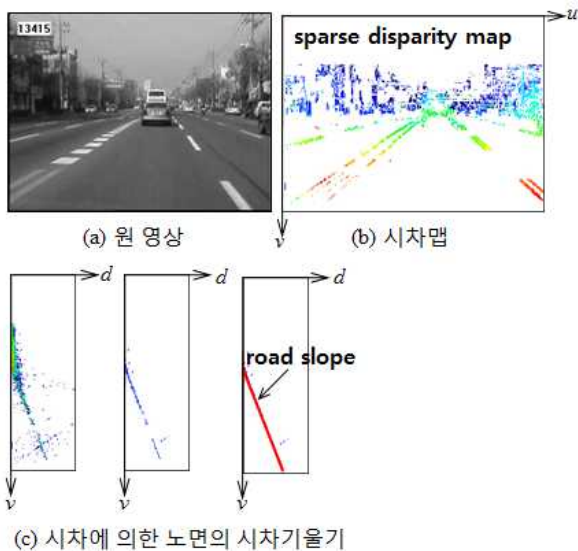 13415
sparse disparity map
u
v
(a) 원 영상
(b) 시차맵
d
d
d
road slope
v
v
v
(c) 시차에 의한 노면의 시차기울기